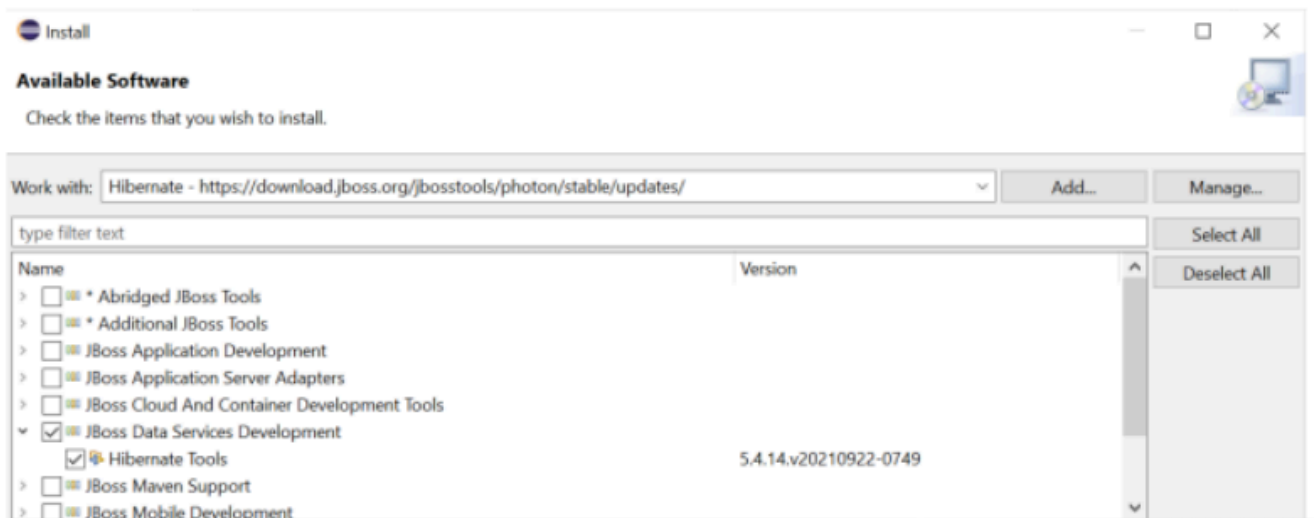 Install
Available Software
Check the items that you wish to install.
Work with: Hibernate - https://download.jboss.org/jbosstools/photon/stable/updates/ Add... Manage...
type filter text Select All
Name Version Deselect All
* Abridged JBoss Tools
* Additional JBoss Tools
JBoss Application Development
JBoss Application Server Adapters
JBoss Cloud And Container Development Tools
JBoss Data Services Development
Hibernate Tools 5.4.14.v20210922-0749
JBoss Maven Support
JBoss Mobile Development